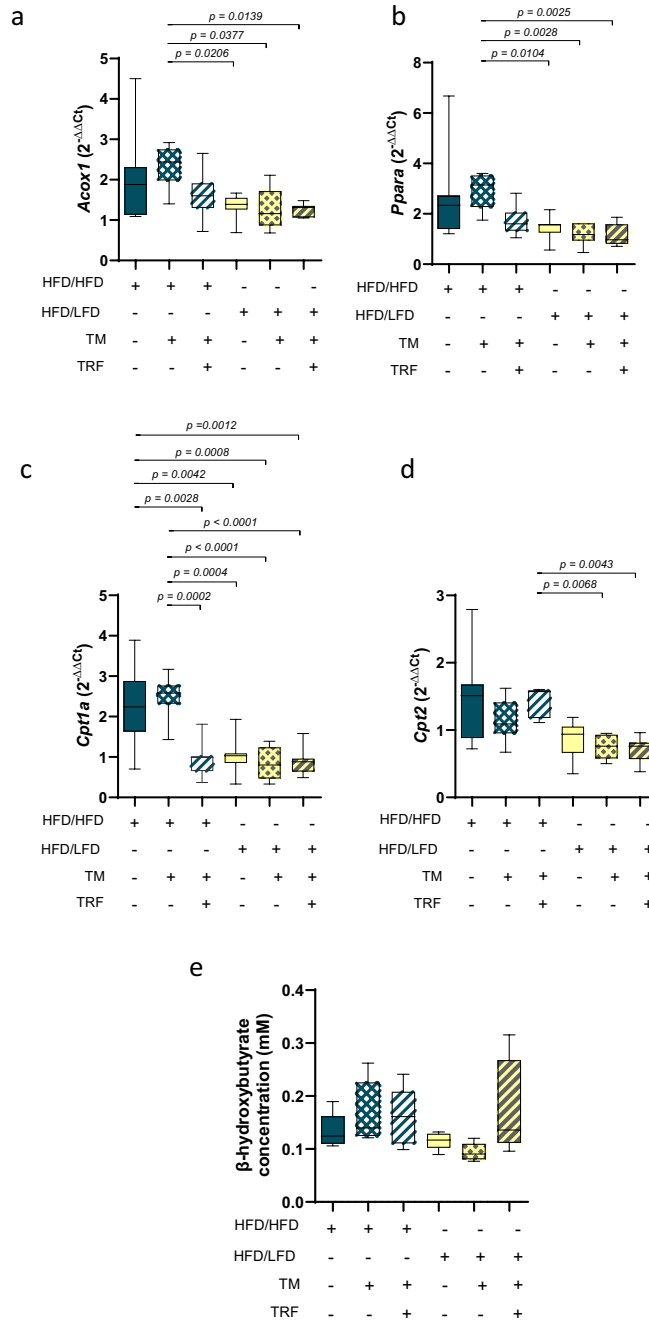 a
p = 0.0139
p = 0.0377
p = 0.0206
Acox1 (2-ΔΔCt)
5
4
3
2
1
0
HFD/HFD + + + - - -
HFD/LFD - - - + + +
TM - + + - + +
TRF - - + - - +
b
p = 0.0025
p = 0.0028
p = 0.0104
Ppara (2-ΔΔCt)
8
6
4
2
0
HFD/HFD + + + - - -
HFD/LFD - - - + + +
TM - + + - + +
TRF - - + - - +
c
p =0.0012
p = 0.0008
p = 0.0042
p = 0.0028
p < 0.0001
p < 0.0001
p = 0.0004
p = 0.0002
Cpt1a (2-ΔΔCt)
5
4
3
2
1
0
HFD/HFD + + + - - -
HFD/LFD - - - + + +
TM - + + - + +
TRF - - + - - +
d
p = 0.0043
p = 0.0068
Cpt2 (2-ΔΔCt)
3
2
1
0
HFD/HFD + + + - - -
HFD/LFD - - - + + +
TM - + + - + +
TRF - - + - - +
e
β-hydroxybutyrate
concentration (mM)
0.4
0.3
0.2
0.1
0.0
HFD/HFD + + + - - -
HFD/LFD - - - + + +
TM - + + - + +
TRF - - + - - +